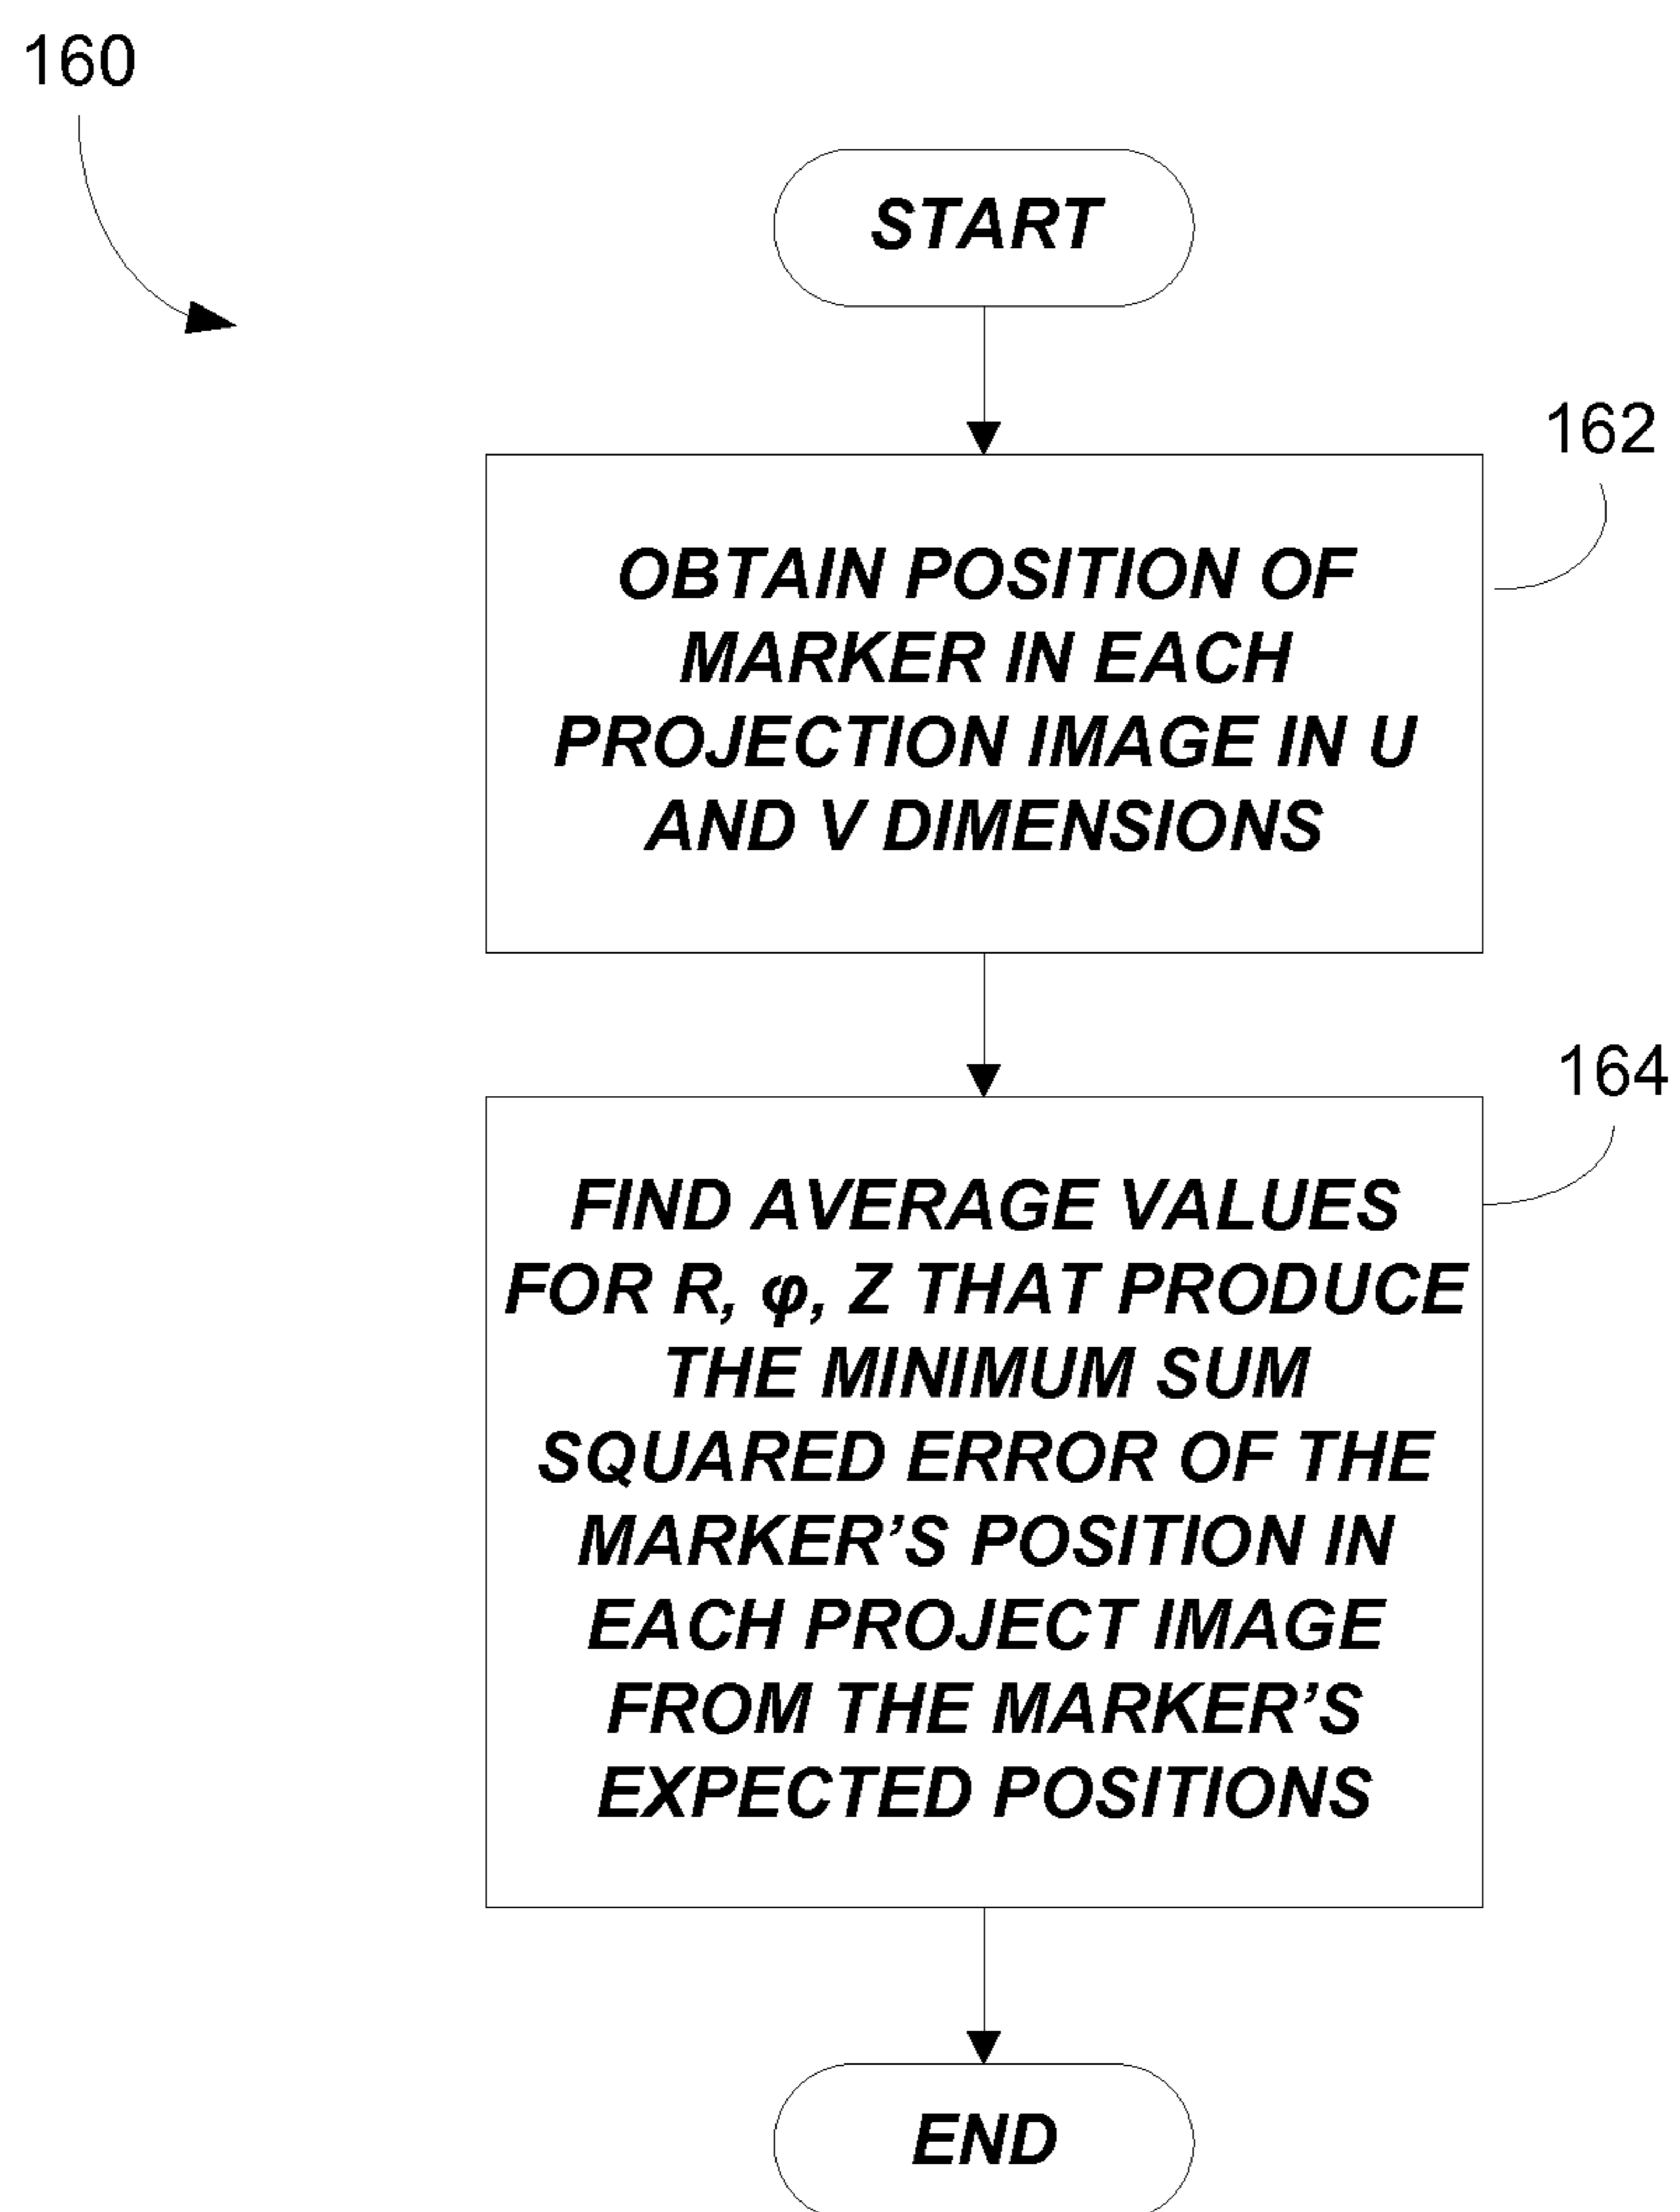 160
START
162
OBTAIN POSITION OF
MARKER IN EACH
PROJECTION IMAGE IN U
AND V DIMENSIONS
164
FIND AVERAGE VALUES
FOR R, φ, Z THAT PRODUCE
THE MINIMUM SUM
SQUARED ERROR OF THE
MARKER’S POSITION IN
EACH PROJECT IMAGE
FROM THE MARKER’S
EXPECTED POSITIONS
END